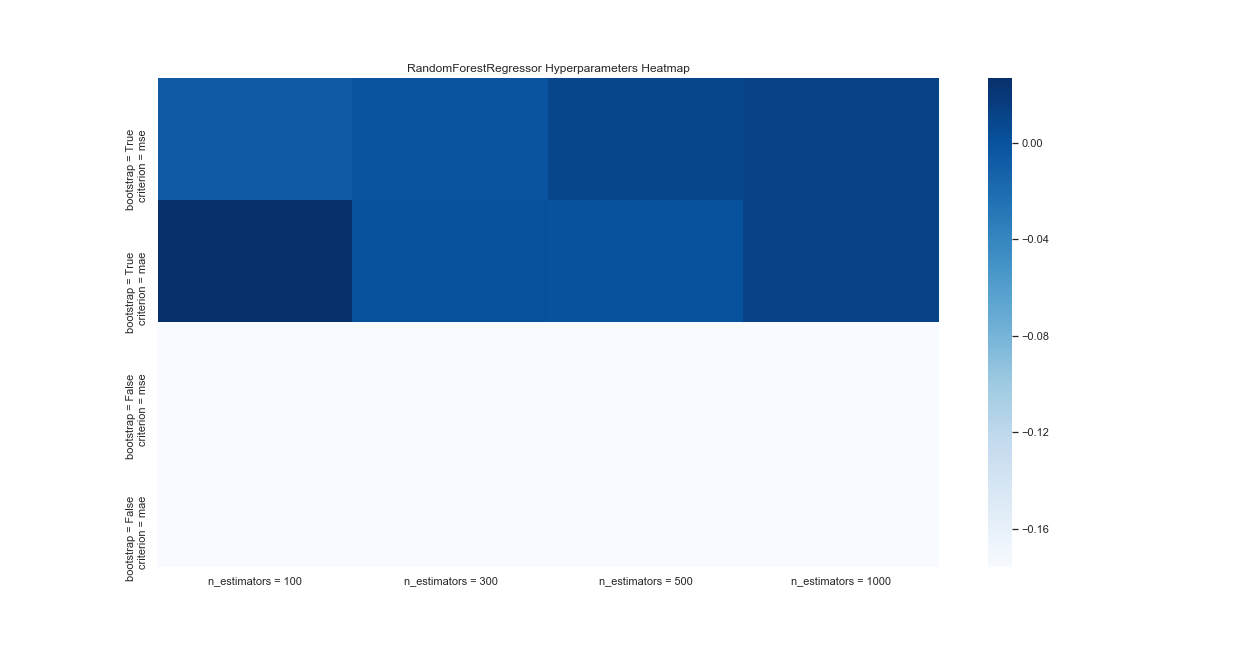 RandomForestRegressor Hyperparameters Heatmap
bootstrap = True
criterion = mse
bootstrap = True
criterion = mae
bootstrap = False
criterion = mse
bootstrap = False
criterion = mae
n_estimators = 100
n_estimators = 300
n_estimators = 500
n_estimators = 1000
0.00
−0.04
−0.08
−0.12
−0.16